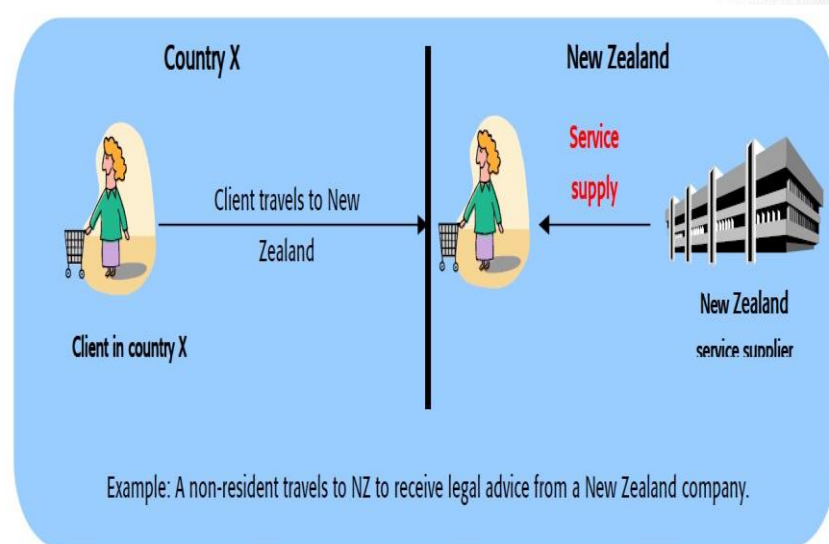 Country X
New Zealand
Service
supply
Client travels to New
Zealand
New Zealand
service supplier
Client in country X
Example: A non-resident travels to NZ to receive legal advice from a New Zealand company.